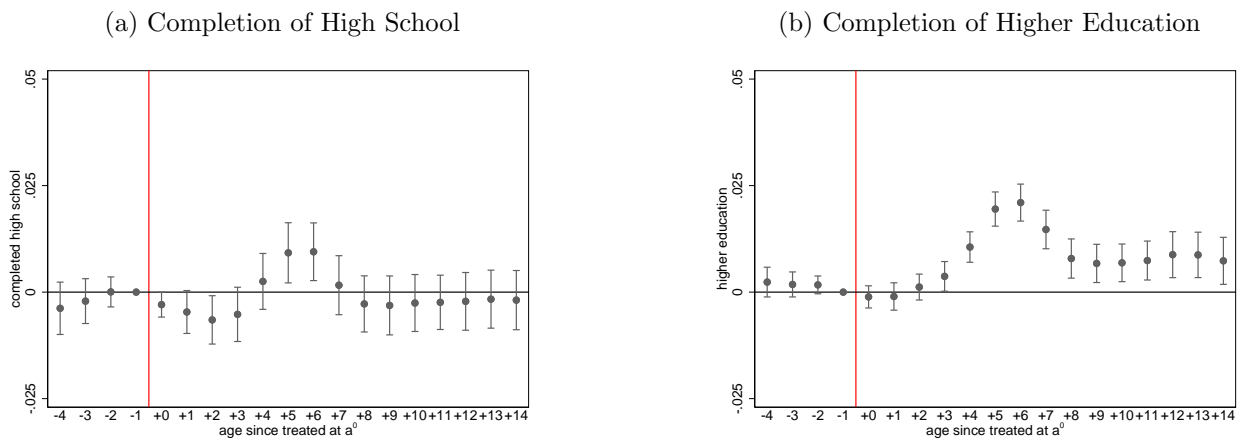 (a) Completion of High School
.05
.025
0
-.025
completed high school
-4 -3 -2 -1 +0 +1 +2 +3 +4 +5 +6 +7 +8 +9 +10 +11 +12 +13 +14
age since treated at a⁰
(b) Completion of Higher Education
.05
.025
0
-.025
higher education
-4 -3 -2 -1 +0 +1 +2 +3 +4 +5 +6 +7 +8 +9 +10 +11 +12 +13 +14
age since treated at a⁰